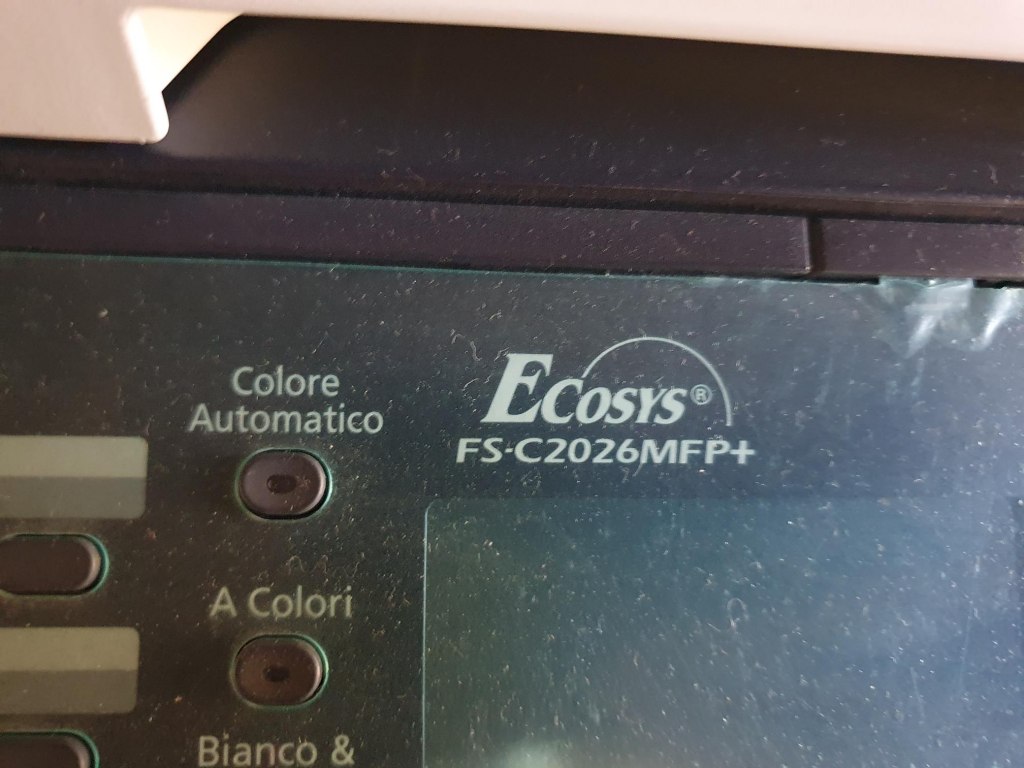 Colore
Automatico
ECOSYS®
FS-C2026MFP+
A Colori
Bianco &